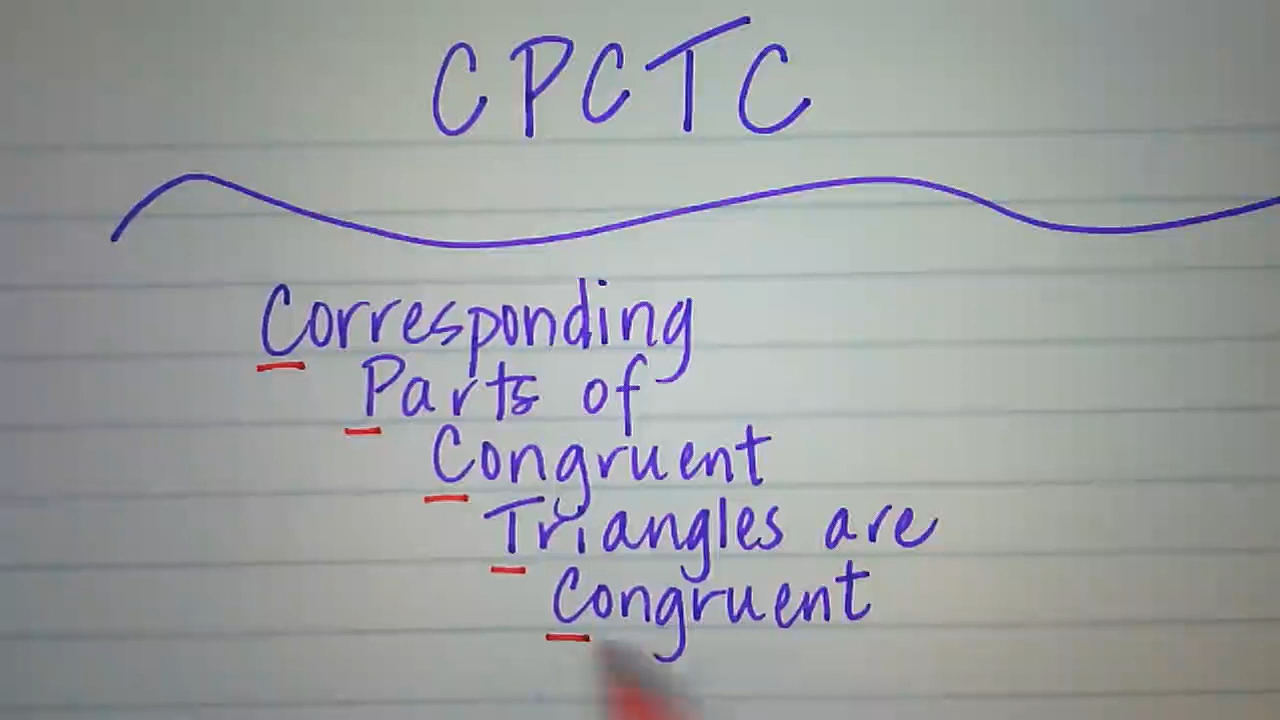 CPCTC
Corresponding
Parts of
Congruent
Triangles are
Congruent